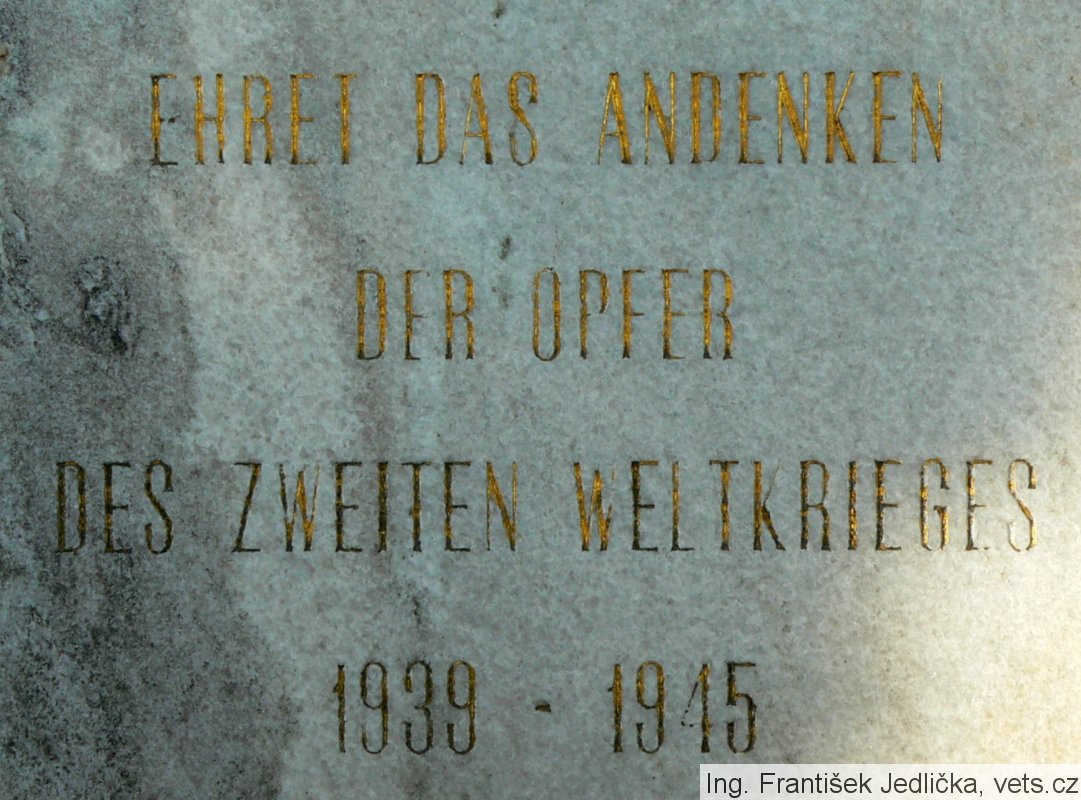 EHRET DAS ANDENKEN
DER OPFER
DES ZWEITEN WELTKRIEGES
1939 - 1945
Ing. František Jedlička, vets.cz